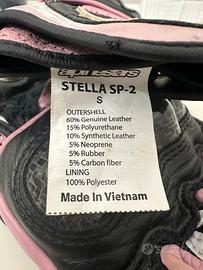 alpinestars
STELLA SP-2
S
OUTERSHELL
60% Genuine Leather
15% Polyurethane
10% Synthetic Leather
5% Neoprene
5% Rubber
5% Carbon fiber
LINING
100% Polyester
Made In Vietnam